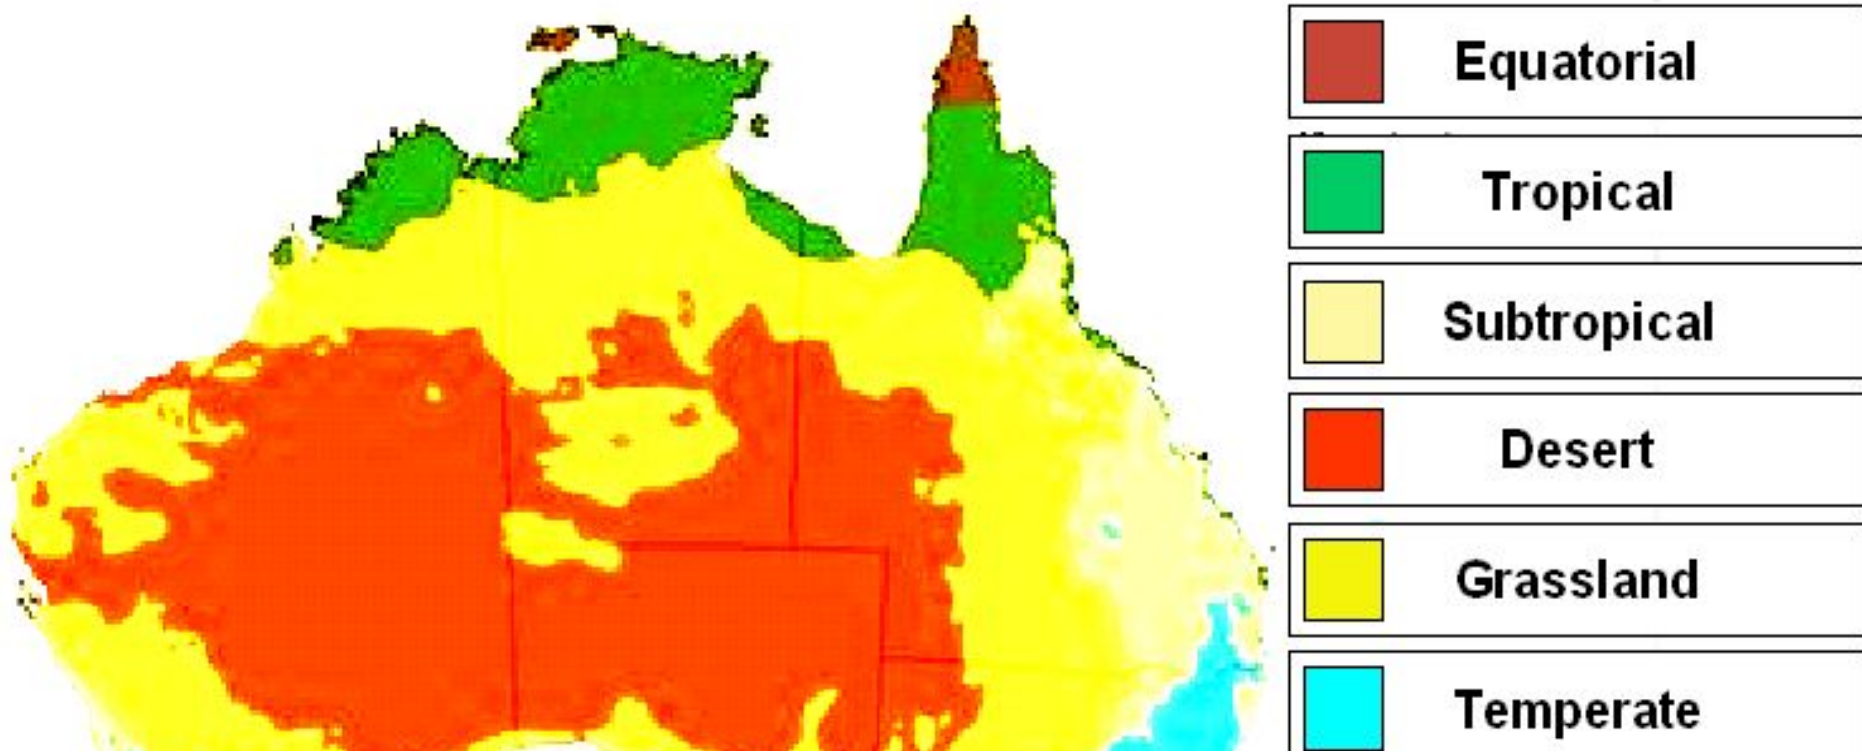 Equatorial
Tropical
Subtropical
Desert
Grassland
Temperate